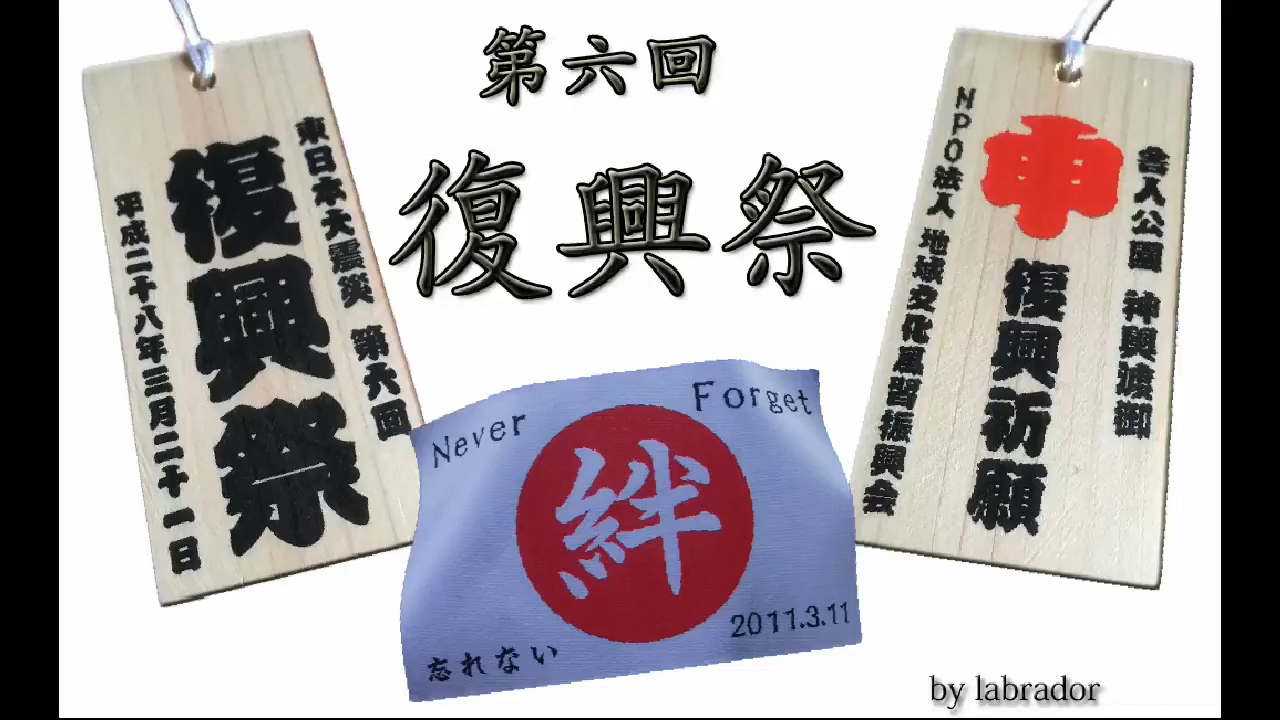 第六回
復興祭
東日本大震災 第六回
復興祭
平成二十八年三月二十一日
舎人公園 神輿渡御
復興祈願
NPO法人 地域文化風習振興会
Never Forget
絆
2011.3.11
忘れない
by labrador